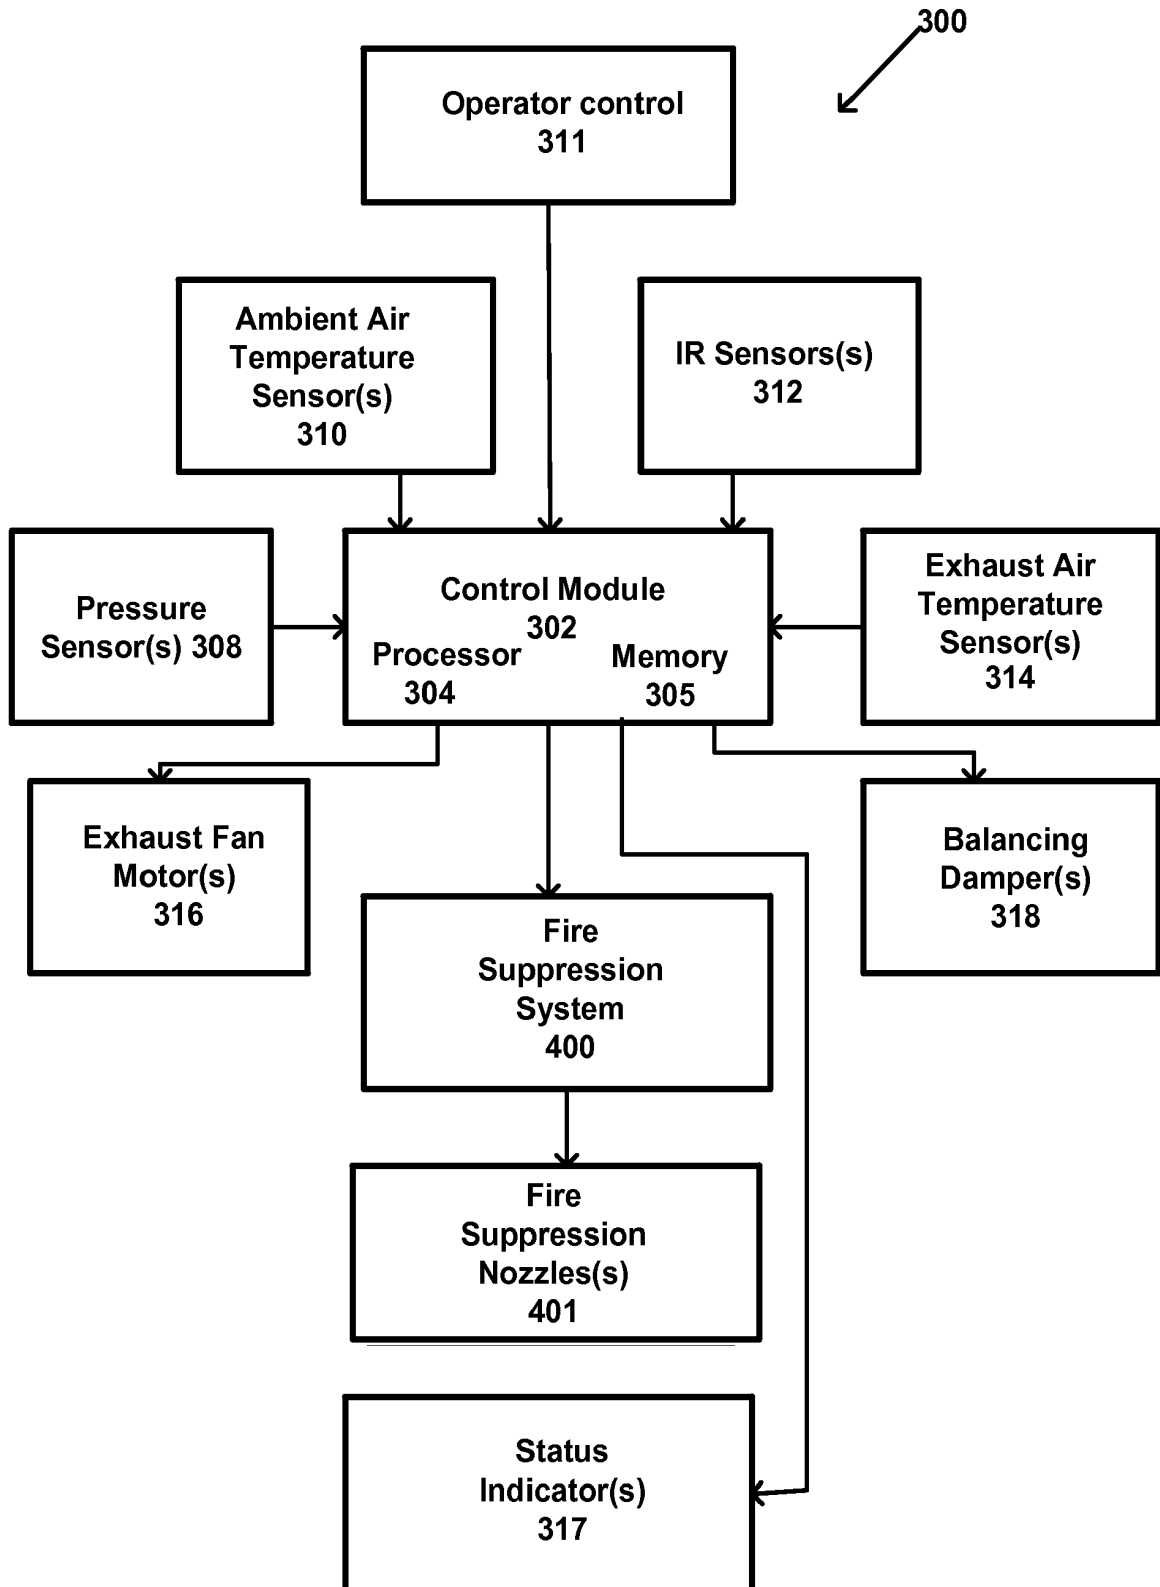 300
Operator control
311
Ambient Air
Temperature
Sensor(s)
310
IR Sensors(s)
312
Pressure
Sensor(s) 308
Control Module
302
Processor
304
Memory
305
Exhaust Air
Temperature
Sensor(s)
314
Exhaust Fan
Motor(s)
316
Fire
Suppression
System
400
Balancing
Damper(s)
318
Fire
Suppression
Nozzles(s)
401
Status
Indicator(s)
317